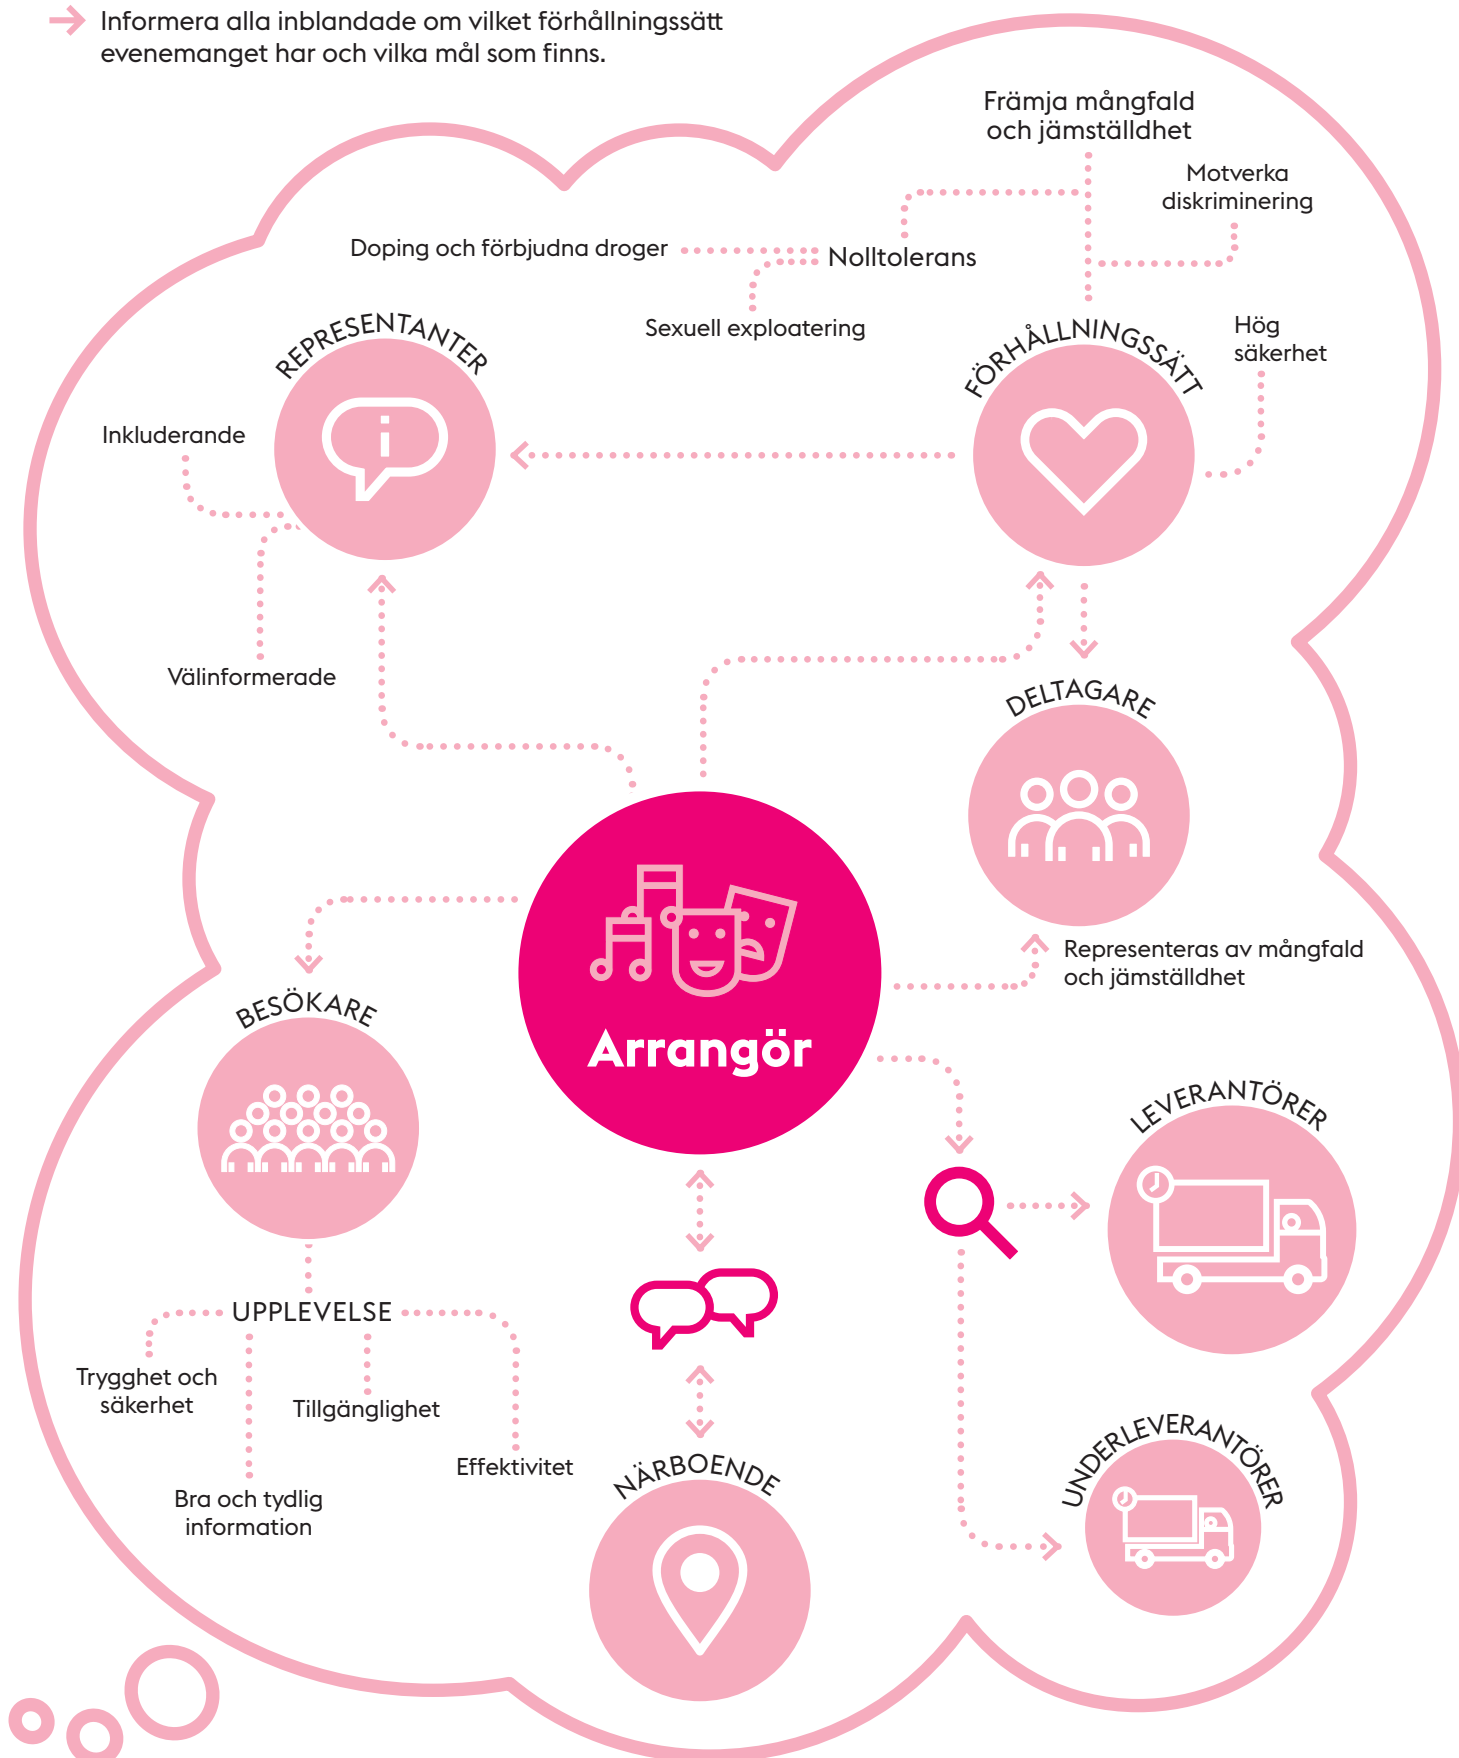 Informera alla inblandade om vilket förhållningssätt
evenemanget har och vilka mål som finns.
Främja mångfald
och jämställdhet
Motverka
diskriminering
Doping och förbjudna droger
Nolltolerans
Sexuell exploatering
Hög
säkerhet
REPRESENTANTER
FÖRHÅLLNINGSSÄTT
Inkluderande
Välinformerade
DELTAGARE
Representeras av mångfald
och jämställdhet
Arrangör
BESÖKARE
LEVERANTÖRER
UPPLEVELSE
Trygghet och
säkerhet
Tillgänglighet
Effektivitet
Bra och tydlig
information
NÄRBOENDE
UNDERLEVERANTÖRER